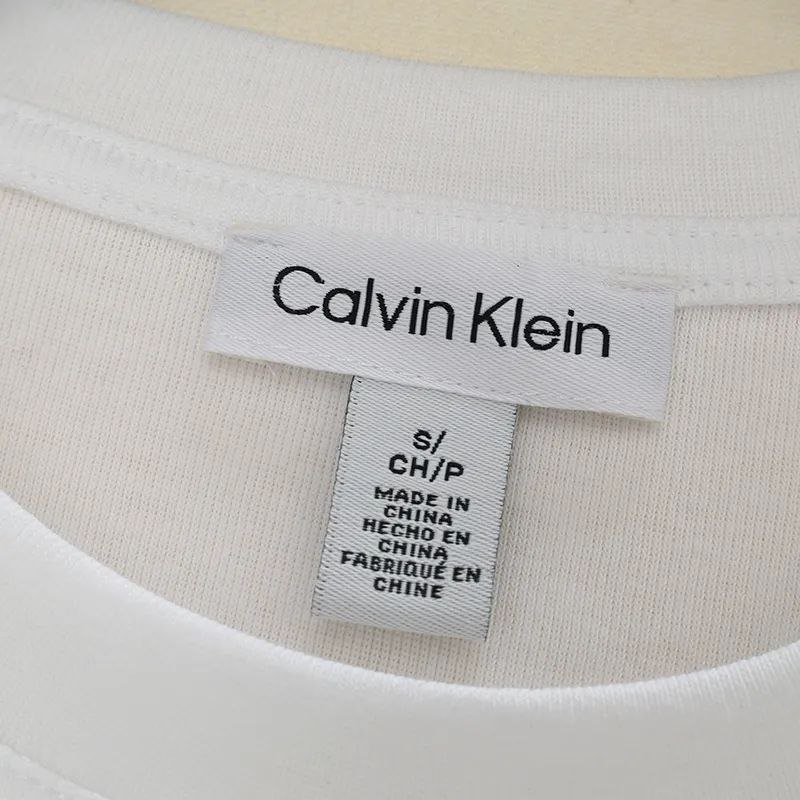 Calvin Klein
S/
CH/P
MADE IN
CHINA
HECHO EN
CHINA
FABRIQUÉ EN
CHINE